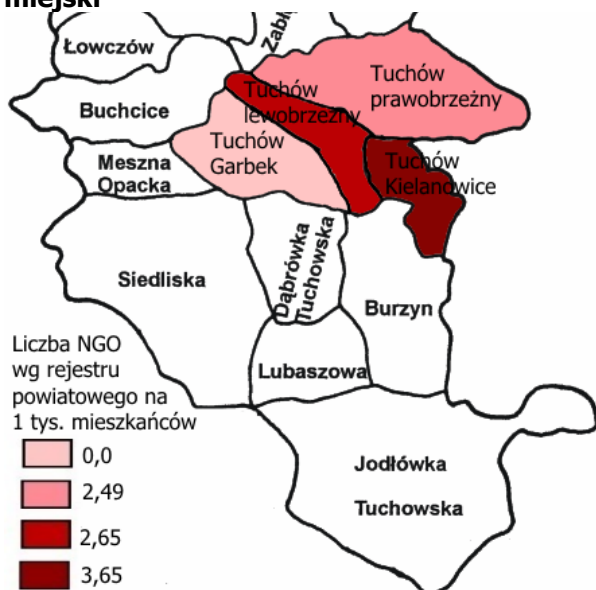 miejski
Łowczów
Tuchów
prawobrzeżny
Tuchów
lewobrzeżny
Buchcice
Tuchów
Garbek
Meszna
Opacka
Tuchów
Kielandwice
Siedliska
Dąbrówka
Tuchowska
Burzyn
Lubaszowa
Liczba NGO
wg rejestru
powiatowego na
1 tys. mieszkańców
0,0
2,49
2,65
3,65
Jodłówka
Tuchowska